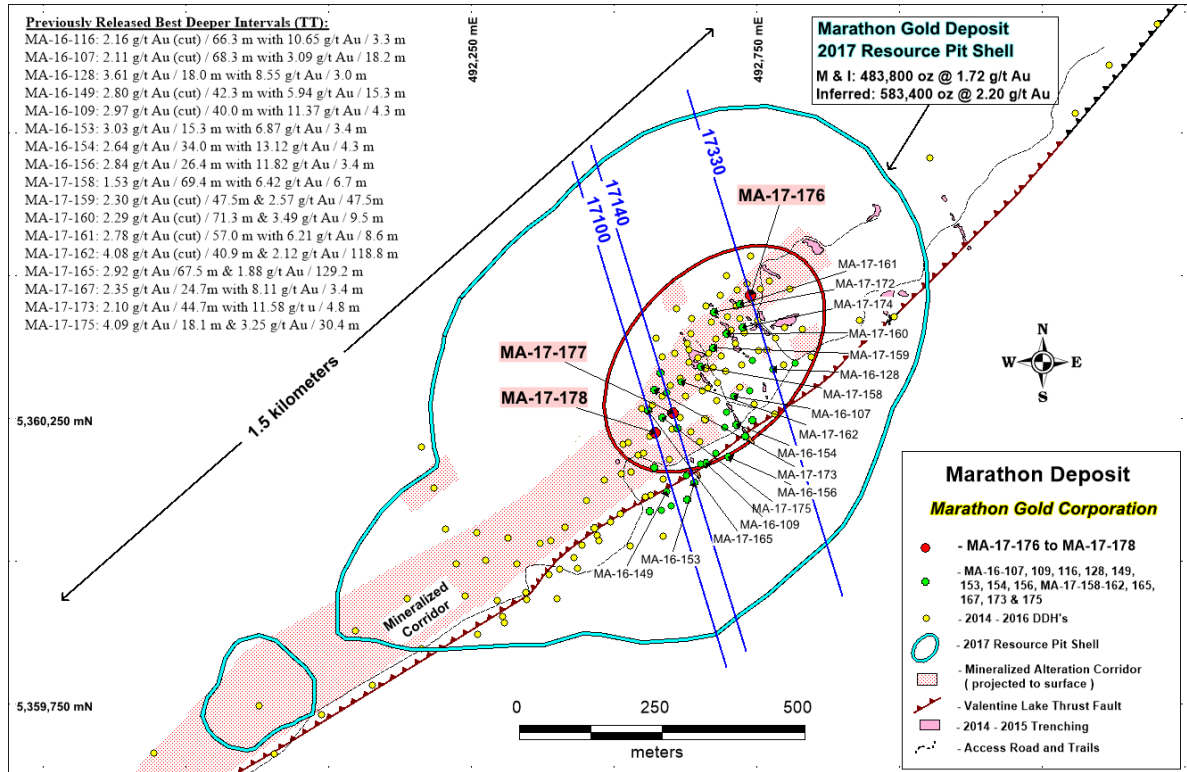 Previously Released Best Deeper Intervals (TT):
MA-16-116: 2.16 g/t Au (cut) / 66.3 m with 10.65 g/t Au / 3.3 m
MA-16-107: 2.11 g/t Au (cut) / 68.3 m with 3.09 g/t Au / 18.2 m
MA-16-128: 3.61 g/t Au / 18.0 m with 8.55 g/t Au / 3.0 m
MA-16-149: 2.80 g/t Au (cut) / 42.3 m with 5.94 g/t Au / 15.3 m
MA-16-109: 2.97 g/t Au (cut) / 40.0 m with 11.37 g/t Au / 4.3 m
MA-16-153: 3.03 g/t Au / 15.3 m with 6.87 g/t Au / 3.4 m
MA-16-154: 2.64 g/t Au / 34.0 m with 13.12 g/t Au / 4.3 m
MA-16-156: 2.84 g/t Au / 26.4 m with 11.82 g/t Au / 3.4 m
MA-17-158: 1.53 g/t Au / 69.4 m with 6.42 g/t Au / 6.7 m
MA-17-159: 2.30 g/t Au (cut) / 47.5m & 2.57 g/t Au / 47.5m
MA-17-160: 2.29 g/t Au (cut) / 71.3 m & 3.49 g/t Au / 9.5 m
MA-17-161: 2.78 g/t Au (cut) / 57.0 m with 6.21 g/t Au / 8.6 m
MA-17-162: 4.08 g/t Au (cut) / 40.9 m & 2.12 g/t Au / 118.8 m
MA-17-165: 2.92 g/t Au /67.5 m & 1.88 g/t Au / 129.2 m
MA-17-167: 2.35 g/t Au / 24.7m with 8.11 g/t Au / 3.4 m
MA-17-173: 2.10 g/t Au / 44.7m with 11.58 g/t u / 4.8 m
MA-17-175: 4.09 g/t Au / 18.1 m & 3.25 g/t Au / 30.4 m
492,250 mE
492,750 mE
Marathon Gold Deposit
2017 Resource Pit Shell
M & I: 483,800 oz @ 1.72 g/t Au
Inferred: 583,400 oz @ 2.20 g/t Au
17330
17140
17100
MA-17-176
MA-17-161
MA-17-172
MA-17-174
MA-17-160
MA-17-159
MA-16-128
MA-17-158
MA-16-107
MA-17-162
MA-16-154
MA-17-173
MA-16-156
MA-17-175
MA-16-109
MA-17-165
MA-16-153
MA-16-149
MA-17-177
MA-17-178
1.5 kilometers
5,360,250 mN
5,359,750 mN
Mineralized
Corridor
N
W E
S
0 250 500
meters
Marathon Deposit
Marathon Gold Corporation
- MA-17-176 to MA-17-178
- MA-16-107, 109, 116, 128, 149,
153, 154, 156, MA-17-158-162, 165,
167, 173 & 175
- 2014 - 2016 DDH's
- 2017 Resource Pit Shell
- Mineralized Alteration Corridor
( projected to surface )
- Valentine Lake Thrust Fault
- 2014 - 2015 Trenching
- Access Road and Trails